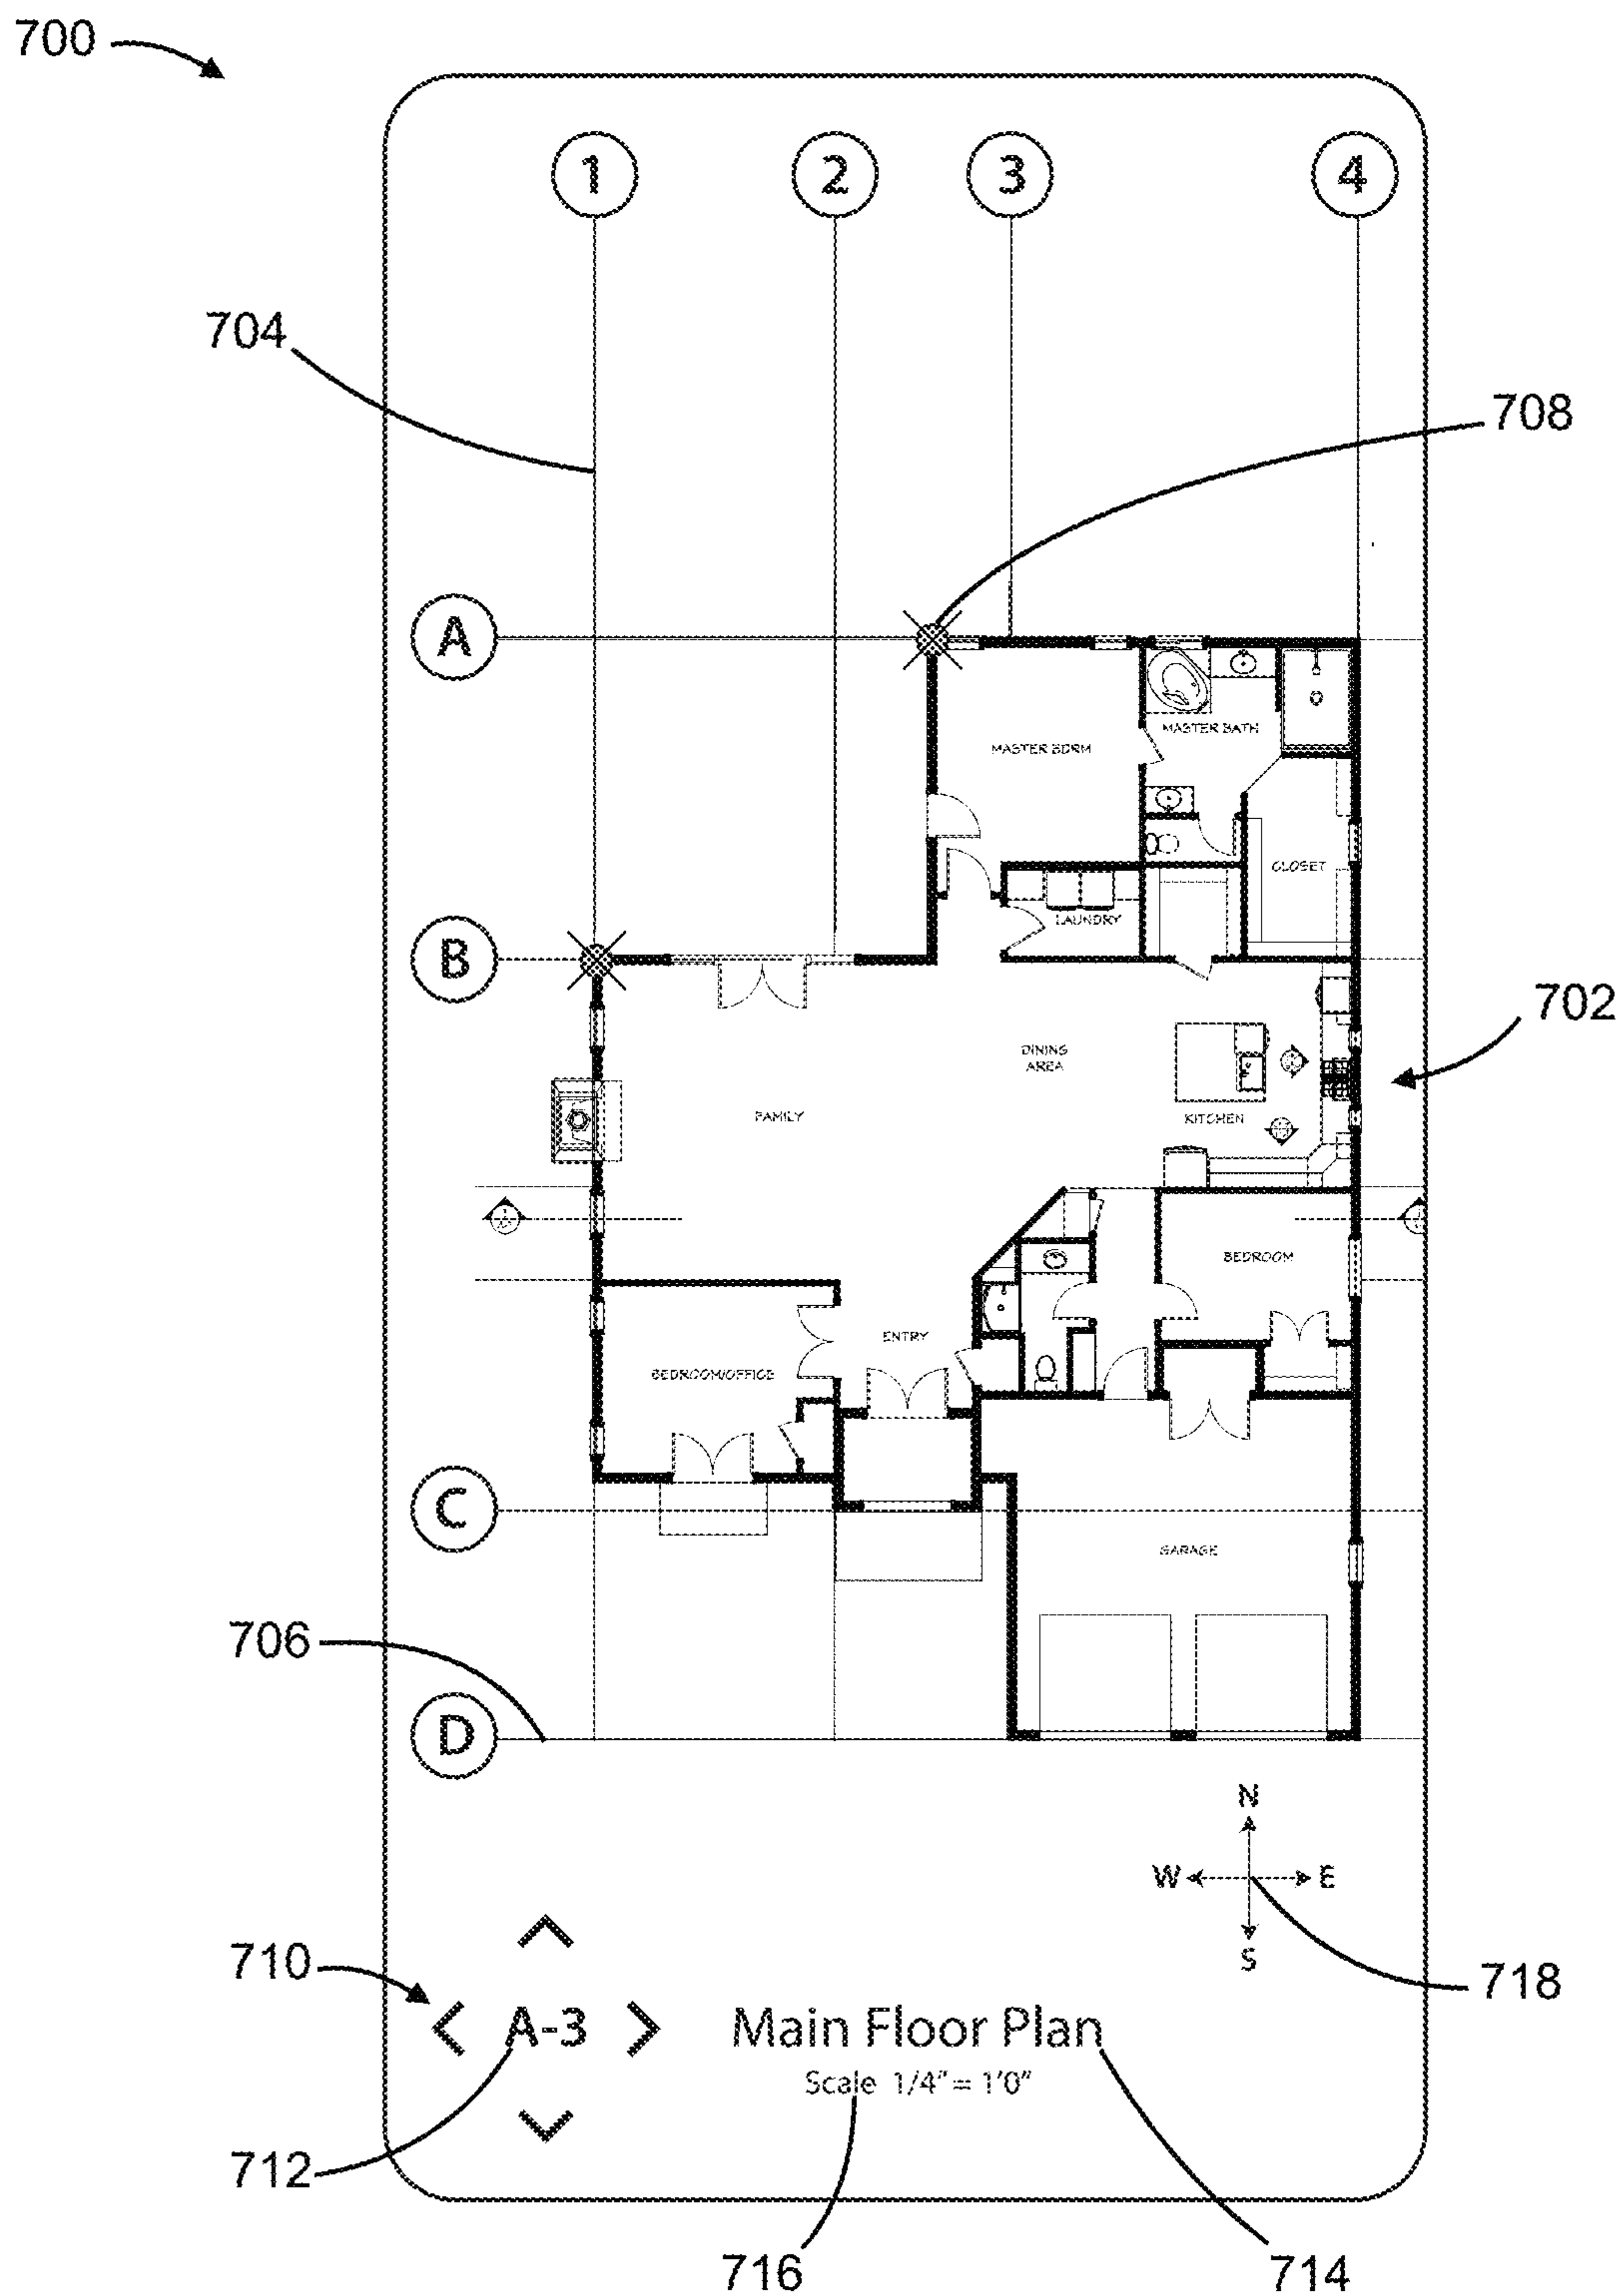 700
1 2 3 4
704
708
A
MASTER BATH
MASTER BDRM
CLOSET
LAUNDRY
B
702
DINING
AREA
FAMILY
KITCHEN
BEDROOM
ENTRY
BEDROOM/OFFICE
C
GARAGE
706
D
N
W E
S
710
718
A-3 Main Floor Plan
Scale 1/4" = 1'0"
712
716
714